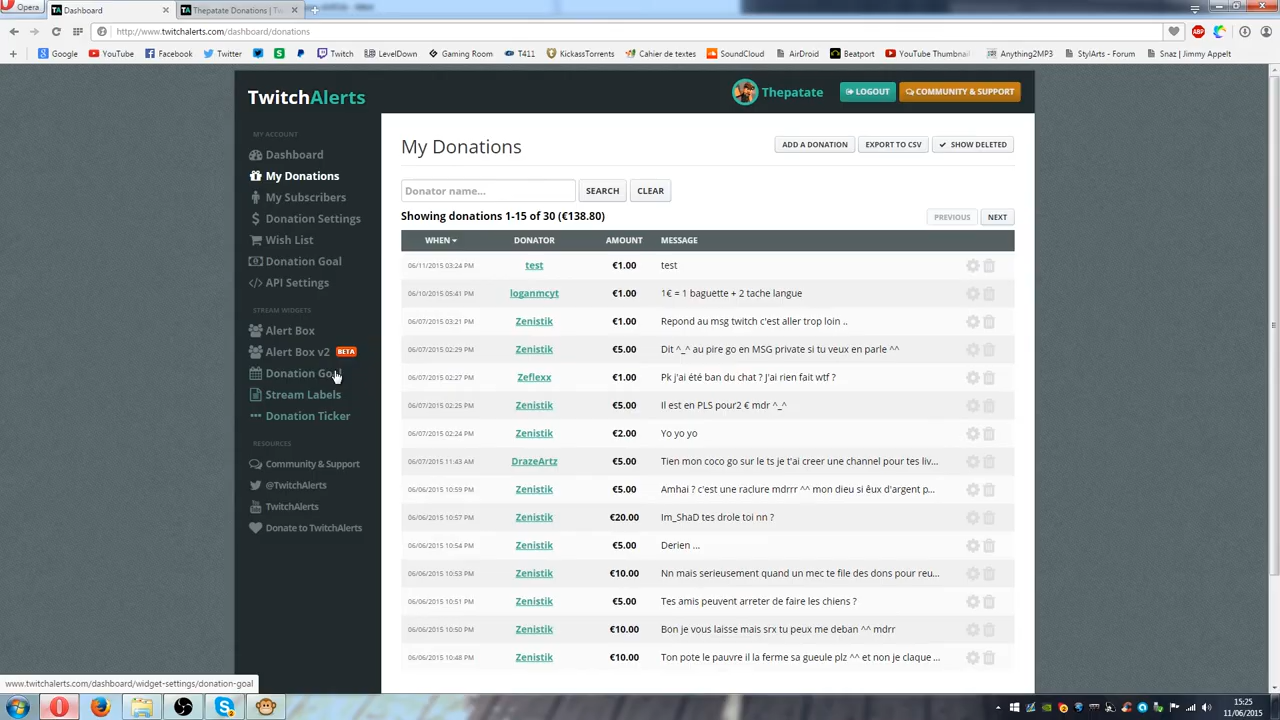 Opera
Dashboard
Thepatate Donations | Tw
http://www.twitchalerts.com/dashboard/donations
Google YouTube Facebook Twitter Twitch LevelDown Gaming Room T411 KickassTorrents Cahier de textes SoundCloud AirDroid Beatport YouTube Thumbnail Anything2MP3 StylArts - Forum Snaz | Jimmy Appelt
TwitchAlerts
Thepatate LOGOUT COMMUNITY & SUPPORT
MY ACCOUNT
Dashboard
My Donations
My Subscribers
Donation Settings
Wish List
Donation Goal
API Settings
STREAM WIDGETS
Alert Box
Alert Box v2 BETA
Donation Goal
Stream Labels
Donation Ticker
RESOURCES
Community & Support
@TwitchAlerts
TwitchAlerts
Donate to TwitchAlerts
My Donations
ADD A DONATION EXPORT TO CSV SHOW DELETED
Donator name... SEARCH CLEAR
Showing donations 1-15 of 30 (€138.80)
PREVIOUS NEXT
WHEN DONATOR AMOUNT MESSAGE
06/11/2015 03:24 PM test €1.00 test
06/10/2015 05:41 PM loganmcyt €1.00 1€ = 1 baguette + 2 tache langue
06/07/2015 03:21 PM Zenistik €1.00 Repond au msg twitch c'est aller trop loin ..
06/07/2015 02:29 PM Zenistik €5.00 Dit ^_^ au pire go en MSG private si tu veux en parle ^^
06/07/2015 02:27 PM Zeflexx €1.00 Pk j'ai été ban du chat ? J'ai rien fait wtf ?
06/07/2015 02:25 PM Zenistik €5.00 Il est en PLS pour2 € mdr ^_^
06/07/2015 02:24 PM Zenistik €2.00 Yo yo yo
06/07/2015 11:43 AM DrazeArtz €5.00 Tien mon coco go sur le ts je t'ai creer une channel pour tes liv...
06/06/2015 10:59 PM Zenistik €5.00 Amhai ? c'est une raclure mdrrr ^^ mon dieu si êux d'argent p...
06/06/2015 10:57 PM Zenistik €20.00 Im_ShaD tes drole toi nn ?
06/06/2015 10:54 PM Zenistik €5.00 Derien ...
06/06/2015 10:53 PM Zenistik €10.00 Nn mais serieusement quand un mec te file des dons pour reu...
06/06/2015 10:51 PM Zenistik €5.00 Tes amis peuvent arreter de faire les chiens ?
06/06/2015 10:50 PM Zenistik €10.00 Bon je vous laisse mais srx tu peux me deban ^^ mdrr
06/06/2015 10:48 PM Zenistik €10.00 Ton pote le pauvre il la ferme sa gueule plz ^^ et non je claque ...
www.twitchalerts.com/dashboard/widget-settings/donation-goal
15:25
11/06/2015